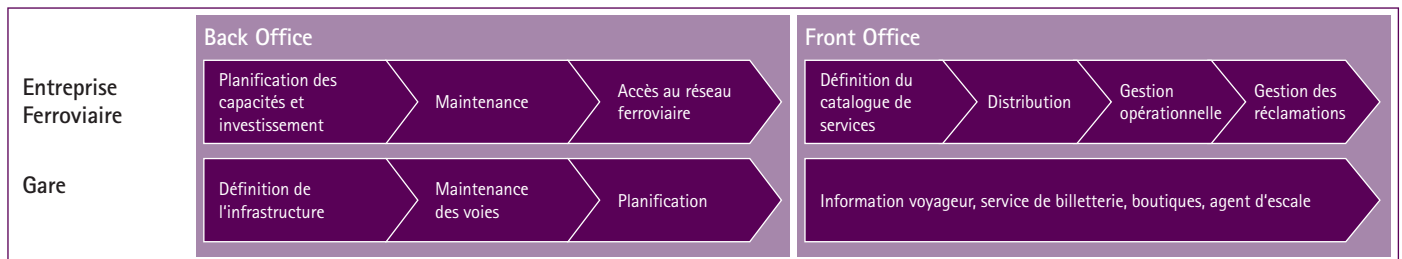 Back Office
Front Office
Entreprise
Ferroviaire
Planification des
capacités et
investissement
Maintenance
Accès au réseau
ferroviaire
Définition du
catalogue de
services
Distribution
Gestion
opérationnelle
Gestion des
réclamations
Gare
Définition de
l'infrastructure
Maintenance
des voies
Planification
Information voyageur, service de billetterie, boutiques, agent d'escale